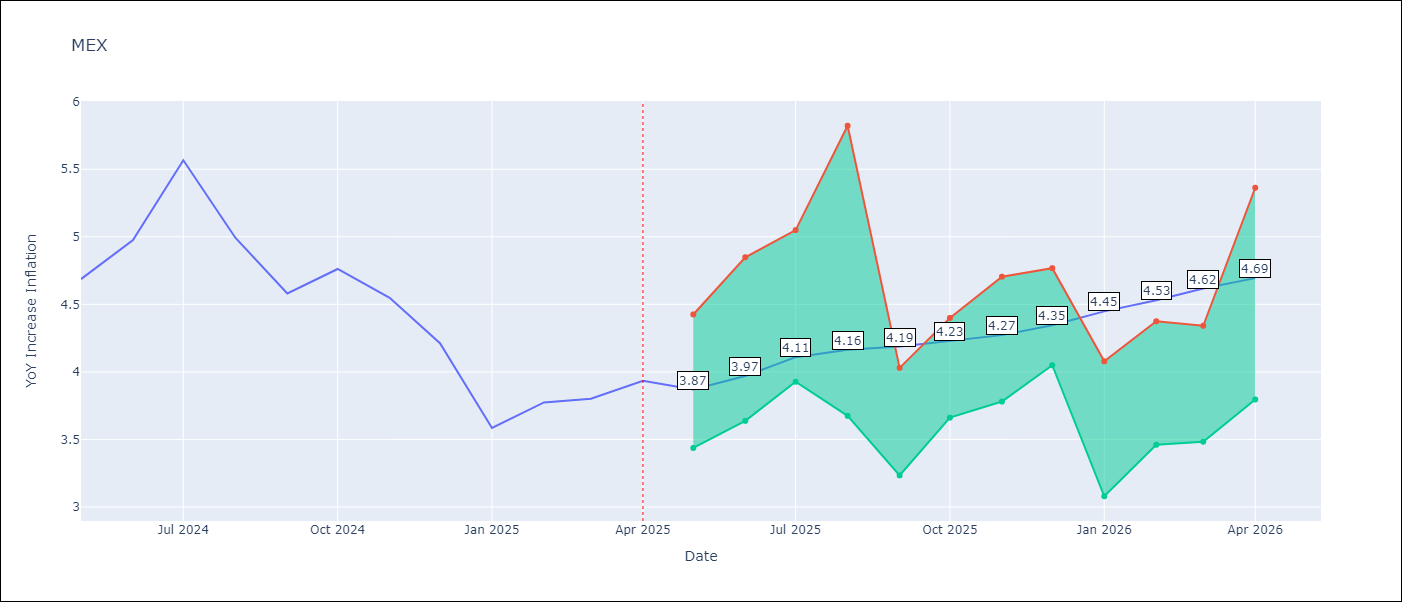 MEX
YoY Increase Inflation
6
5.5
5
4.5
4
3.5
3
3.87
3.97
4.11
4.16
4.19
4.23
4.27
4.35
4.45
4.53
4.62
4.69
Jul 2024
Oct 2024
Jan 2025
Apr 2025
Jul 2025
Oct 2025
Jan 2026
Apr 2026
Date